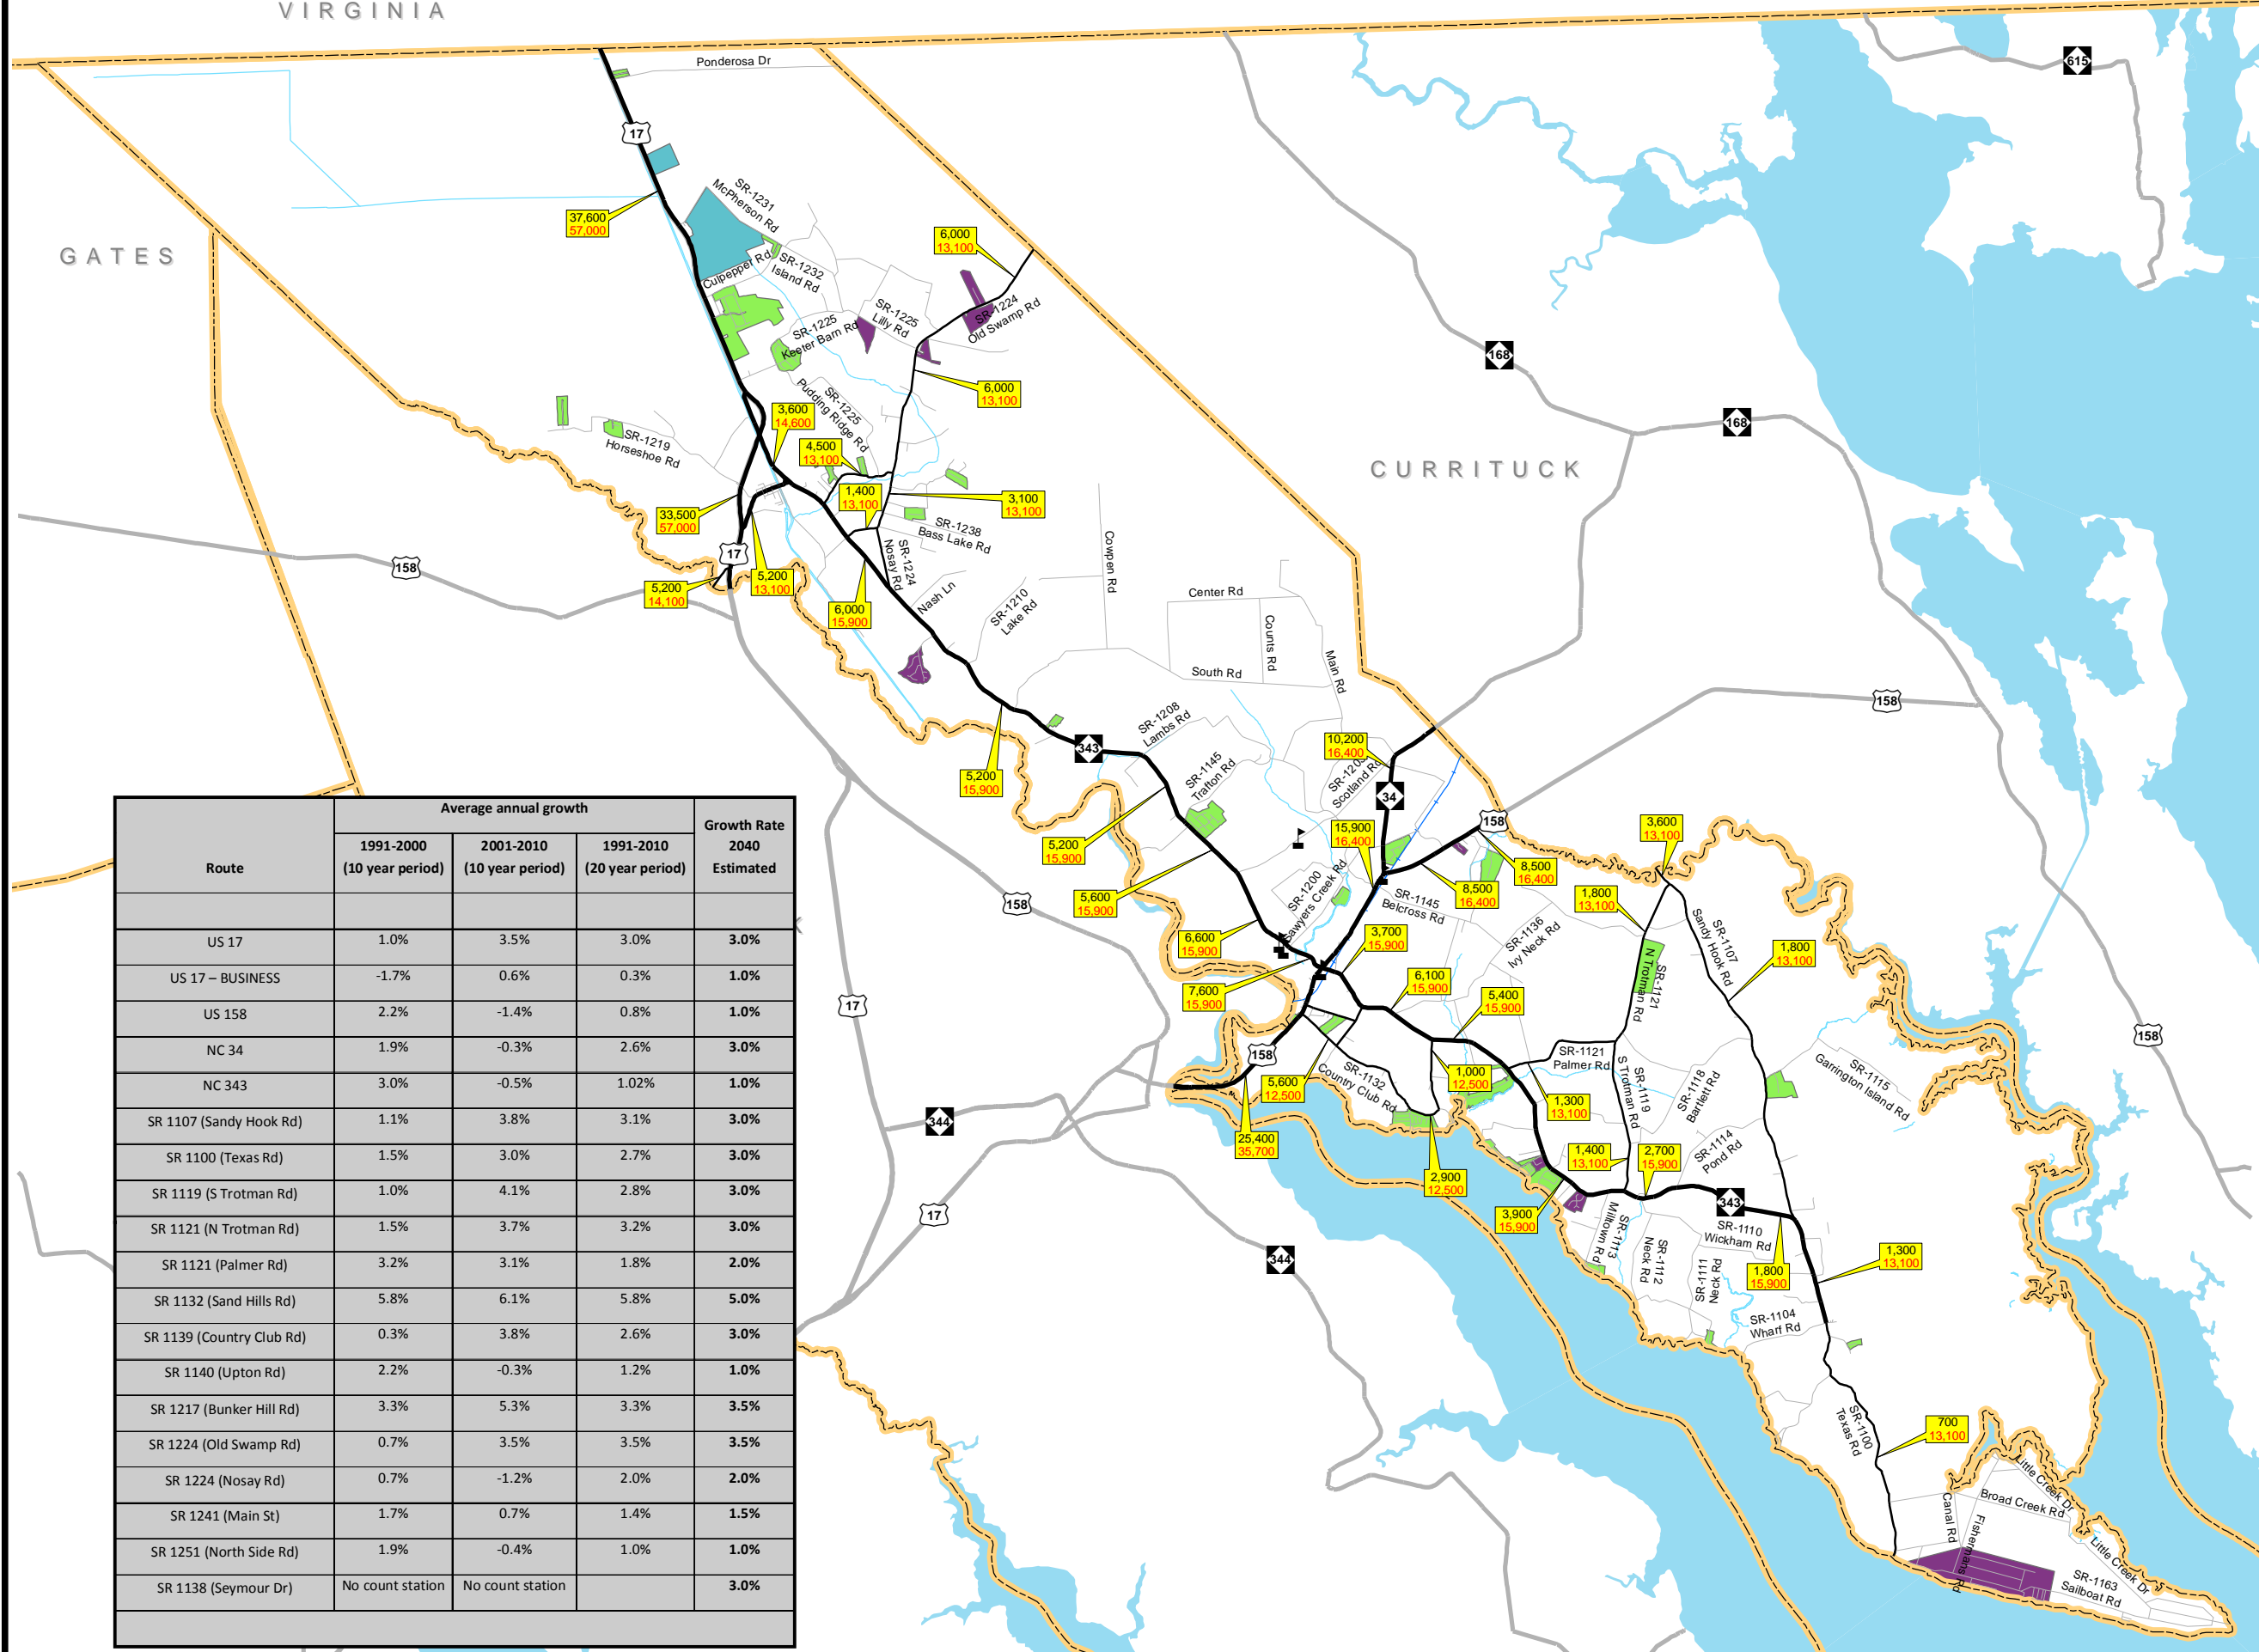 VIRGINIA
Ponderosa Dr
615
17
37,600
57,000
SR-1231
McPherson Rd
6,000
13,100
GATES
Culpepper Rd
SR-1232
Island Rd
SR-1225
Lilly Rd
SR-1224
Old Swamp Rd
SR-1225
Keeter Barn Rd
168
6,000
13,100
SR-1225
Pudding Ridge Rd
3,600
14,600
168
SR-1219
Horseshoe Rd
4,500
13,100
CURRITUCK
1,400
13,100
3,100
13,100
33,500
57,000
SR-1238
Bass Lake Rd
17
158
SR-1224
Nosay Rd
Cowpen Rd
5,200
14,100
5,200
13,100
6,000
15,900
Nash Ln
SR-1210
Lake Rd
Center Rd
Counts Rd
Main Rd
South Rd
158
SR-1208
Lambs Rd
343
10,200
16,400
5,200
15,900
SR-1145
Trafton Rd
Scotland Rd
34
158
15,900
16,400
3,600
13,100
5,200
15,900
8,500
16,400
8,500
16,400
5,600
15,900
158
SR-1200
Sawyers Creek Rd
SR-1145
Belcross Rd
1,800
13,100
SR-1136
Ivy Neck Rd
SR-1107
Sandy Hook Rd
6,600
15,900
3,700
15,900
1,800
13,100
SR-1121
N Trotman Rd
6,100
15,900
7,600
15,900
5,400
15,900
17
158
158
SR-1121
Palmer Rd
SR-1132
Country Club Rd
5,600
12,500
1,000
12,500
SR-1119
S Trotman Rd
SR-1118
Bartlett Rd
SR-1115
Garrington Island Rd
1,300
13,100
344
25,400
35,700
1,400
13,100
2,700
15,900
SR-1114
Pond Rd
2,900
12,500
343
17
3,900
15,900
SR-1113
Milltown Rd
SR-1112
Neck Rd
SR-1110
Wickham Rd
SR-1111
Neck Rd
344
1,300
13,100
1,800
15,900
SR-1104
Wharf Rd
SR-1100
Texas Rd
700
13,100
Little Creek Dr
Broad Creek Rd
Canal Rd
Fishermans Rd
Little Creek Dr
SR-1163
Sailboat Rd
Average annual growth
Route
1991-2000
(10 year period)
2001-2010
(10 year period)
1991-2010
(20 year period)
Growth Rate
2040
Estimated
US 17 1.0% 3.5% 3.0% 3.0%
US 17 – BUSINESS -1.7% 0.6% 0.3% 1.0%
US 158 2.2% -1.4% 0.8% 1.0%
NC 34 1.9% -0.3% 2.6% 3.0%
NC 343 3.0% -0.5% 1.02% 1.0%
SR 1107 (Sandy Hook Rd) 1.1% 3.8% 3.1% 3.0%
SR 1100 (Texas Rd) 1.5% 3.0% 2.7% 3.0%
SR 1119 (S Trotman Rd) 1.0% 4.1% 2.8% 3.0%
SR 1121 (N Trotman Rd) 1.5% 3.7% 3.2% 3.0%
SR 1121 (Palmer Rd) 3.2% 3.1% 1.8% 2.0%
SR 1132 (Sand Hills Rd) 5.8% 6.1% 5.8% 5.0%
SR 1139 (Country Club Rd) 0.3% 3.8% 2.6% 3.0%
SR 1140 (Upton Rd) 2.2% -0.3% 1.2% 1.0%
SR 1217 (Bunker Hill Rd) 3.3% 5.3% 3.3% 3.5%
SR 1224 (Old Swamp Rd) 0.7% 3.5% 3.5% 3.5%
SR 1224 (Nosay Rd) 0.7% -1.2% 2.0% 2.0%
SR 1241 (Main St) 1.7% 0.7% 1.4% 1.5%
SR 1251 (North Side Rd) 1.9% -0.4% 1.0% 1.0%
SR 1138 (Seymour Dr) No count station No count station 3.0%